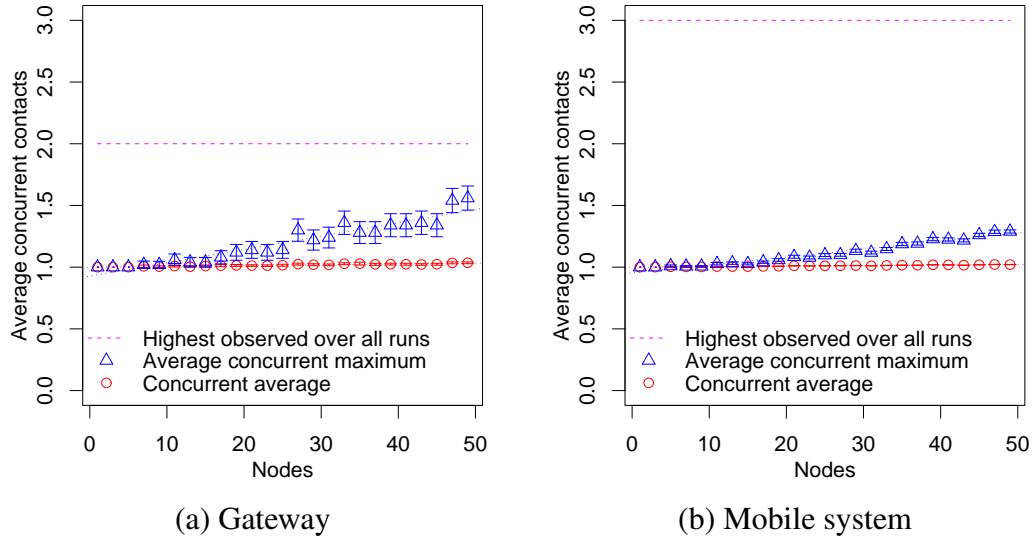 Average concurrent contacts
3.0
2.5
2.0
1.5
1.0
0.5
0.0
Highest observed over all runs
Average concurrent maximum
Concurrent average
0 10 20 30 40 50
Nodes
(a) Gateway
Average concurrent contacts
3.0
2.5
2.0
1.5
1.0
0.5
0.0
Highest observed over all runs
Average concurrent maximum
Concurrent average
0 10 20 30 40 50
Nodes
(b) Mobile system